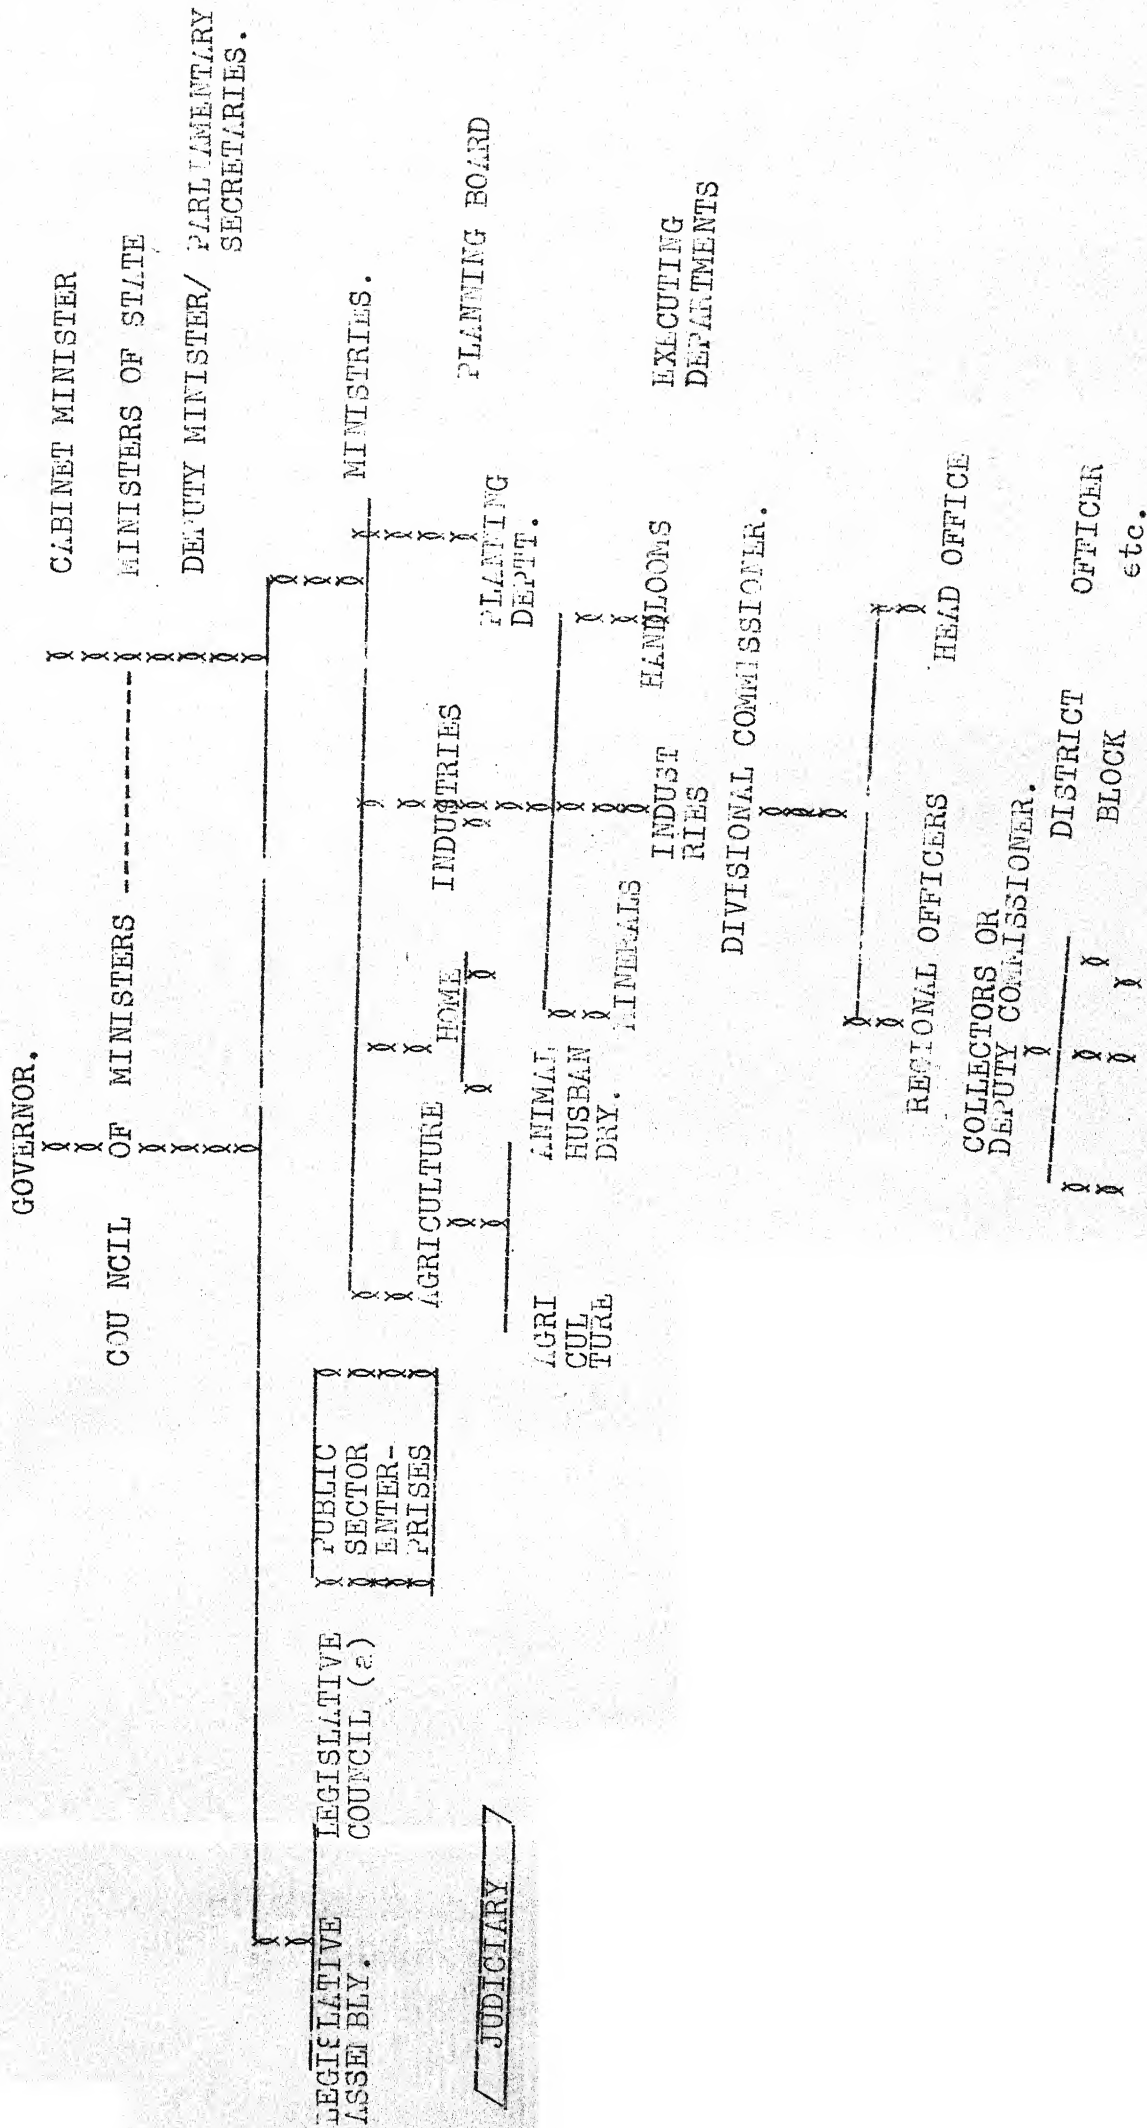 GOVERNOR.
COU NCIL OF MINISTERS ----------
CABINET MINISTER
MINISTERS OF STATE
DEPUTY MINISTER/ PARLIAMENTARY
SECRETARIES.
LEGISLATIVE
ASSEMBLY.
LEGISLATIVE
COUNCIL (a)
PUBLIC
SECTOR
ENTER-
PRISES
MINISTRIES.
AGRICULTURE
HOME
INDUSTRIES
PLANNING
DEPTT.
PLANNING BOARD
JUDICIARY
AGRI
CUL
TURE
ANIMAL
HUSBAN
DRY.
MINERALS
INDUST
RIES
HANDLOOMS
EXECUTING
DEPARTMENTS
DIVISIONAL COMMISSIONER.
REGIONAL OFFICERS
HEAD OFFICE
COLLECTORS OR
DEPUTY COMMISSIONER.
DISTRICT
OFFICER
BLOCK
etc.